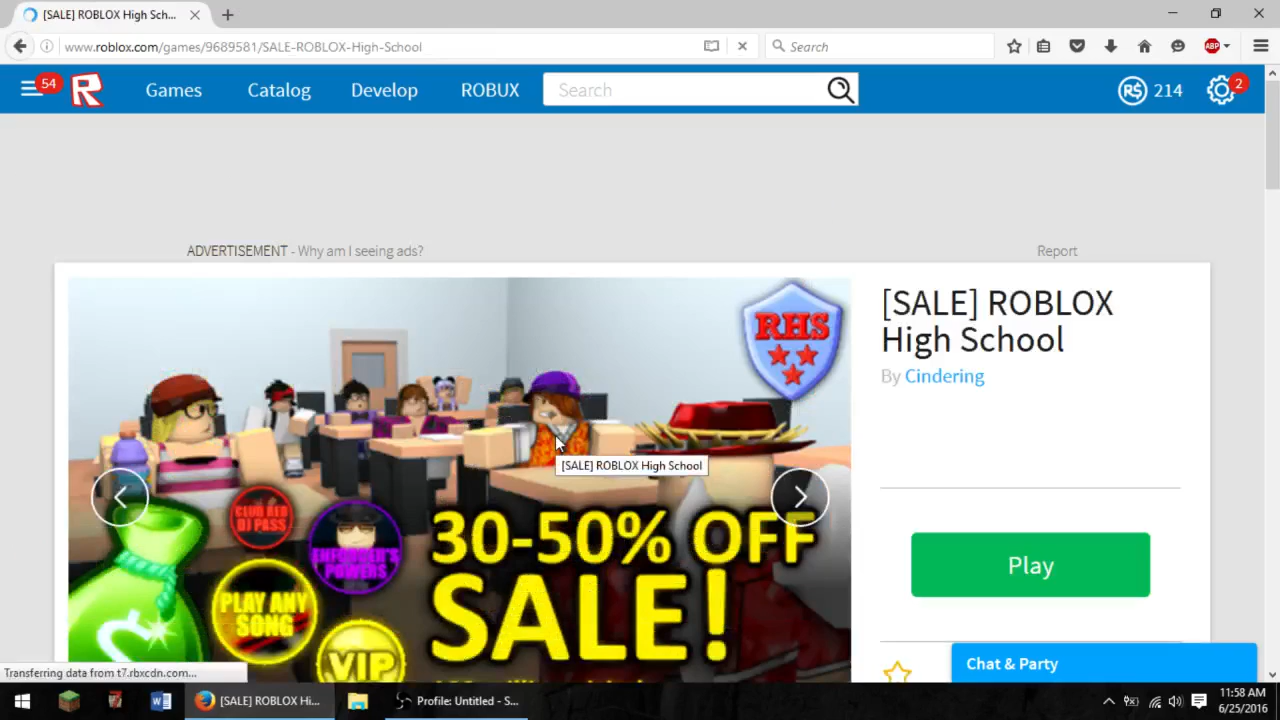 [SALE] ROBLOX High Sch...
www.roblox.com/games/9689581/SALE-ROBLOX-High-School
Search
ABP
54
R
Games
Catalog
Develop
ROBUX
Search
R$
214
2
ADVERTISEMENT - Why am I seeing ads?
Report
RHS
[SALE] ROBLOX
High School
By Cindering
[SALE] ROBLOX High School
CLUB RED
DJ PASS
ENFORCER'S
POWERS
PLAY ANY
SONG
VIP
30-50% OFF
SALE!
Play
Chat & Party
Transferring data from t7.rbxcdn.com...
[SALE] ROBLOX Hi...
Profile: Untitled - S...
11:58 AM
6/25/2016